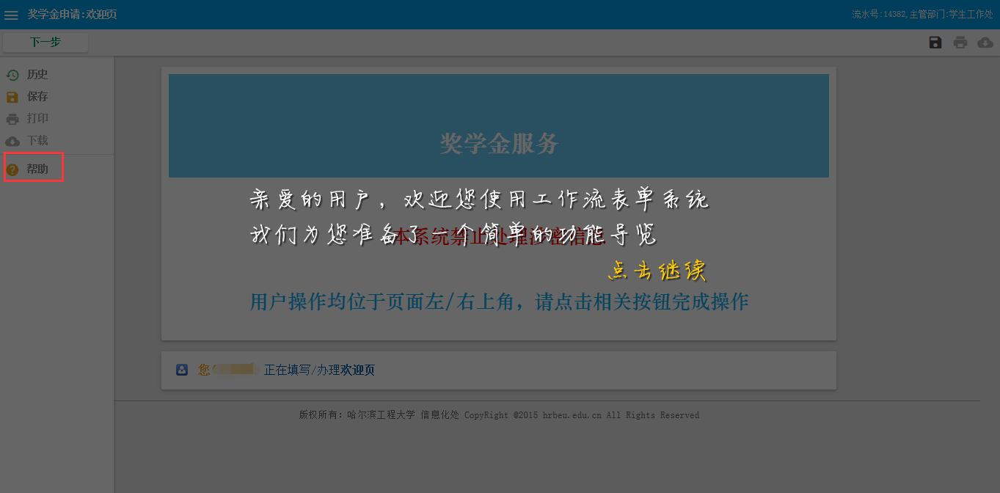 奖学金申请:欢迎页
流水号:14382,主管部门:学生工作处
下一步
历史
保存
打印
下载
帮助
奖学金服务
亲爱的用户，欢迎您使用工作流表单系统
我们为您准备了一个简单的功能导览
本系统禁止处理涉密信息.
点击继续
用户操作均位于页面左/右上角，请点击相关按钮完成操作
您 正在填写/办理欢迎页
版权所有：哈尔滨工程大学 信息化处 CopyRight @2015 hrbeu.edu.cn All Rights Reserved